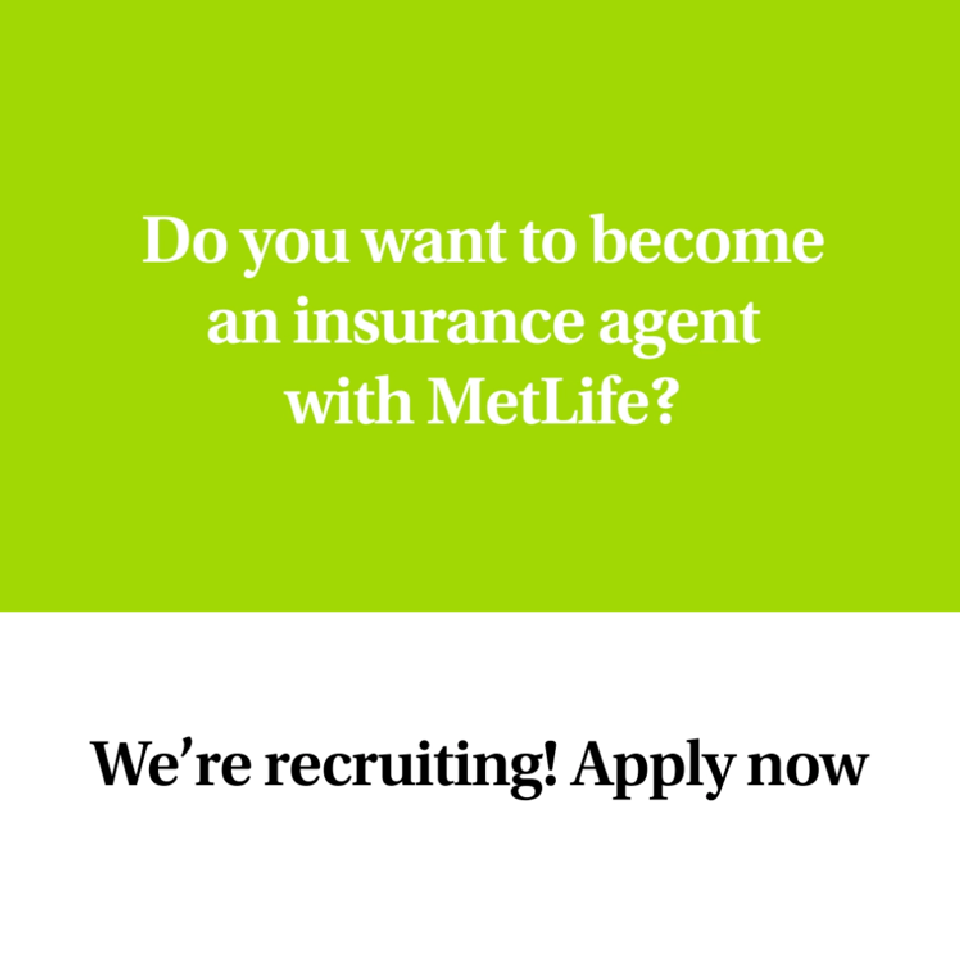 Do you want to become
an insurance agent
with MetLife?
We’re recruiting! Apply now